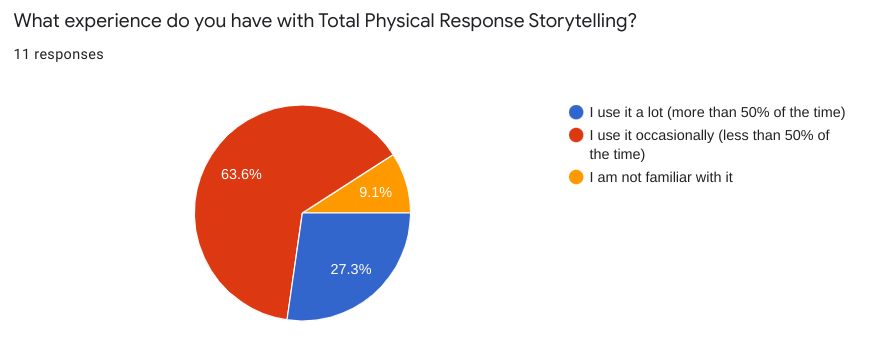 What experience do you have with Total Physical Response Storytelling?
11 responses
63.6%
9.1%
27.3%
I use it a lot (more than 50% of the time)
I use it occasionally (less than 50% of
the time)
I am not familiar with it